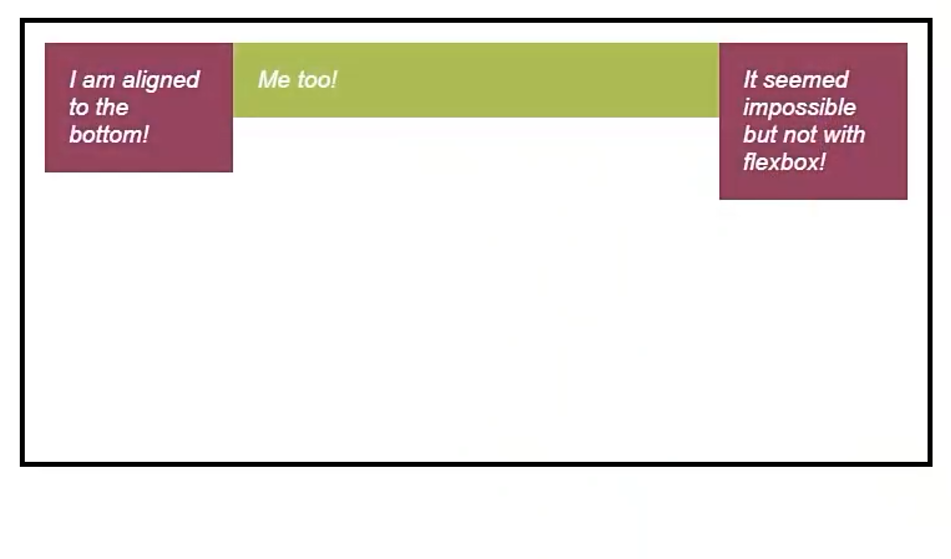 I am aligned
to the
bottom!
Me too!
It seemed
impossible
but not with
flexbox!